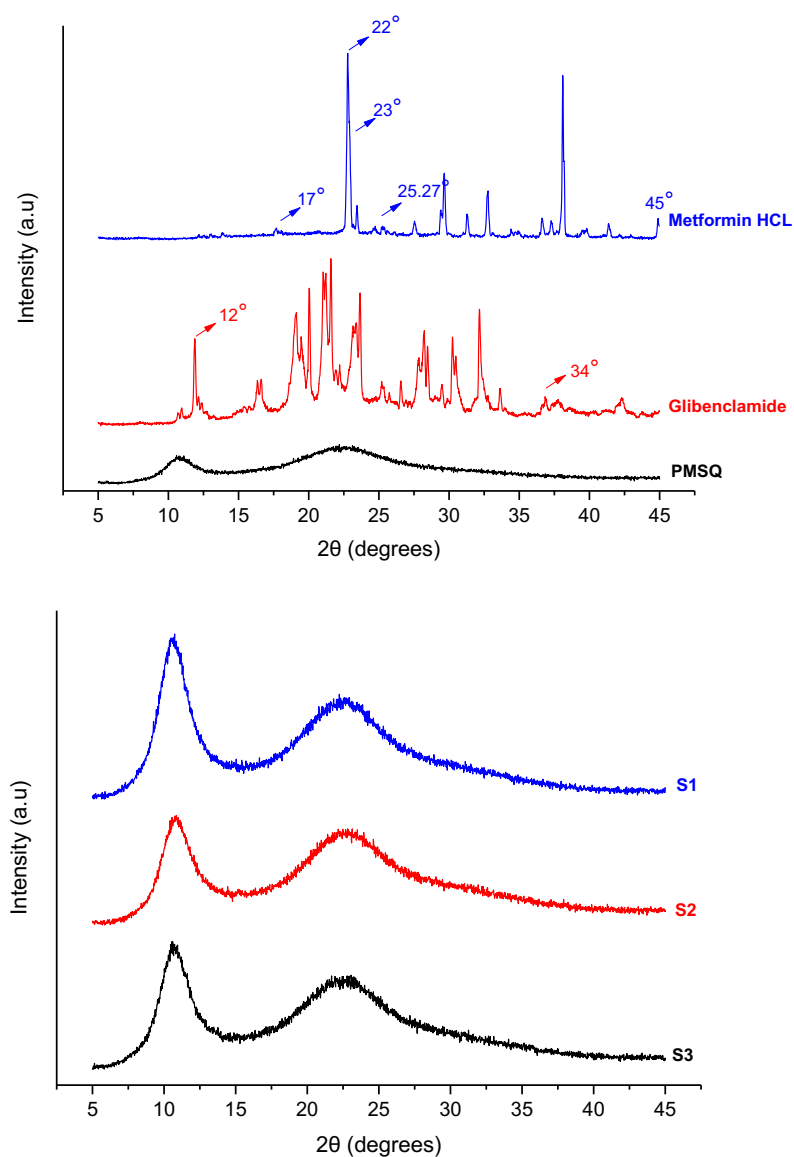 22°
23°
17°
25.27°
45°
Metformin HCL
12°
34°
Glibenclamide
PMSQ
Intensity (a.u)
5 10 15 20 25 30 35 40 45
2θ (degrees)
S1
S2
S3
Intensity (a.u)
5 10 15 20 25 30 35 40 45
2θ (degrees)